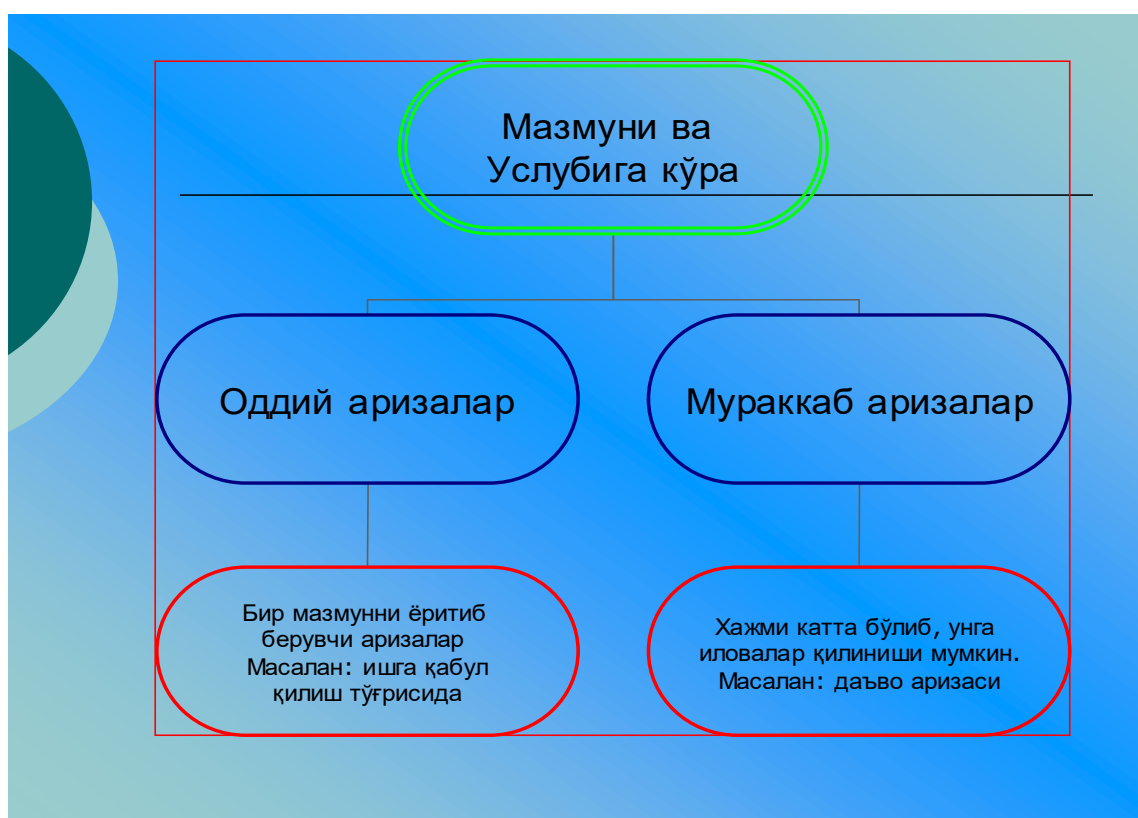 Мазмуни ва
Услубига кўра
Оддий аризалар
Мураккаб аризалар
Бир мазмунни ёритиб
берувчи аризалар
Масалан: ишга қабул
қилиш тўғрисида
Хажми катта бўлиб, унга
иловалар қилиниши мумкин.
Масалан: даъво аризаси